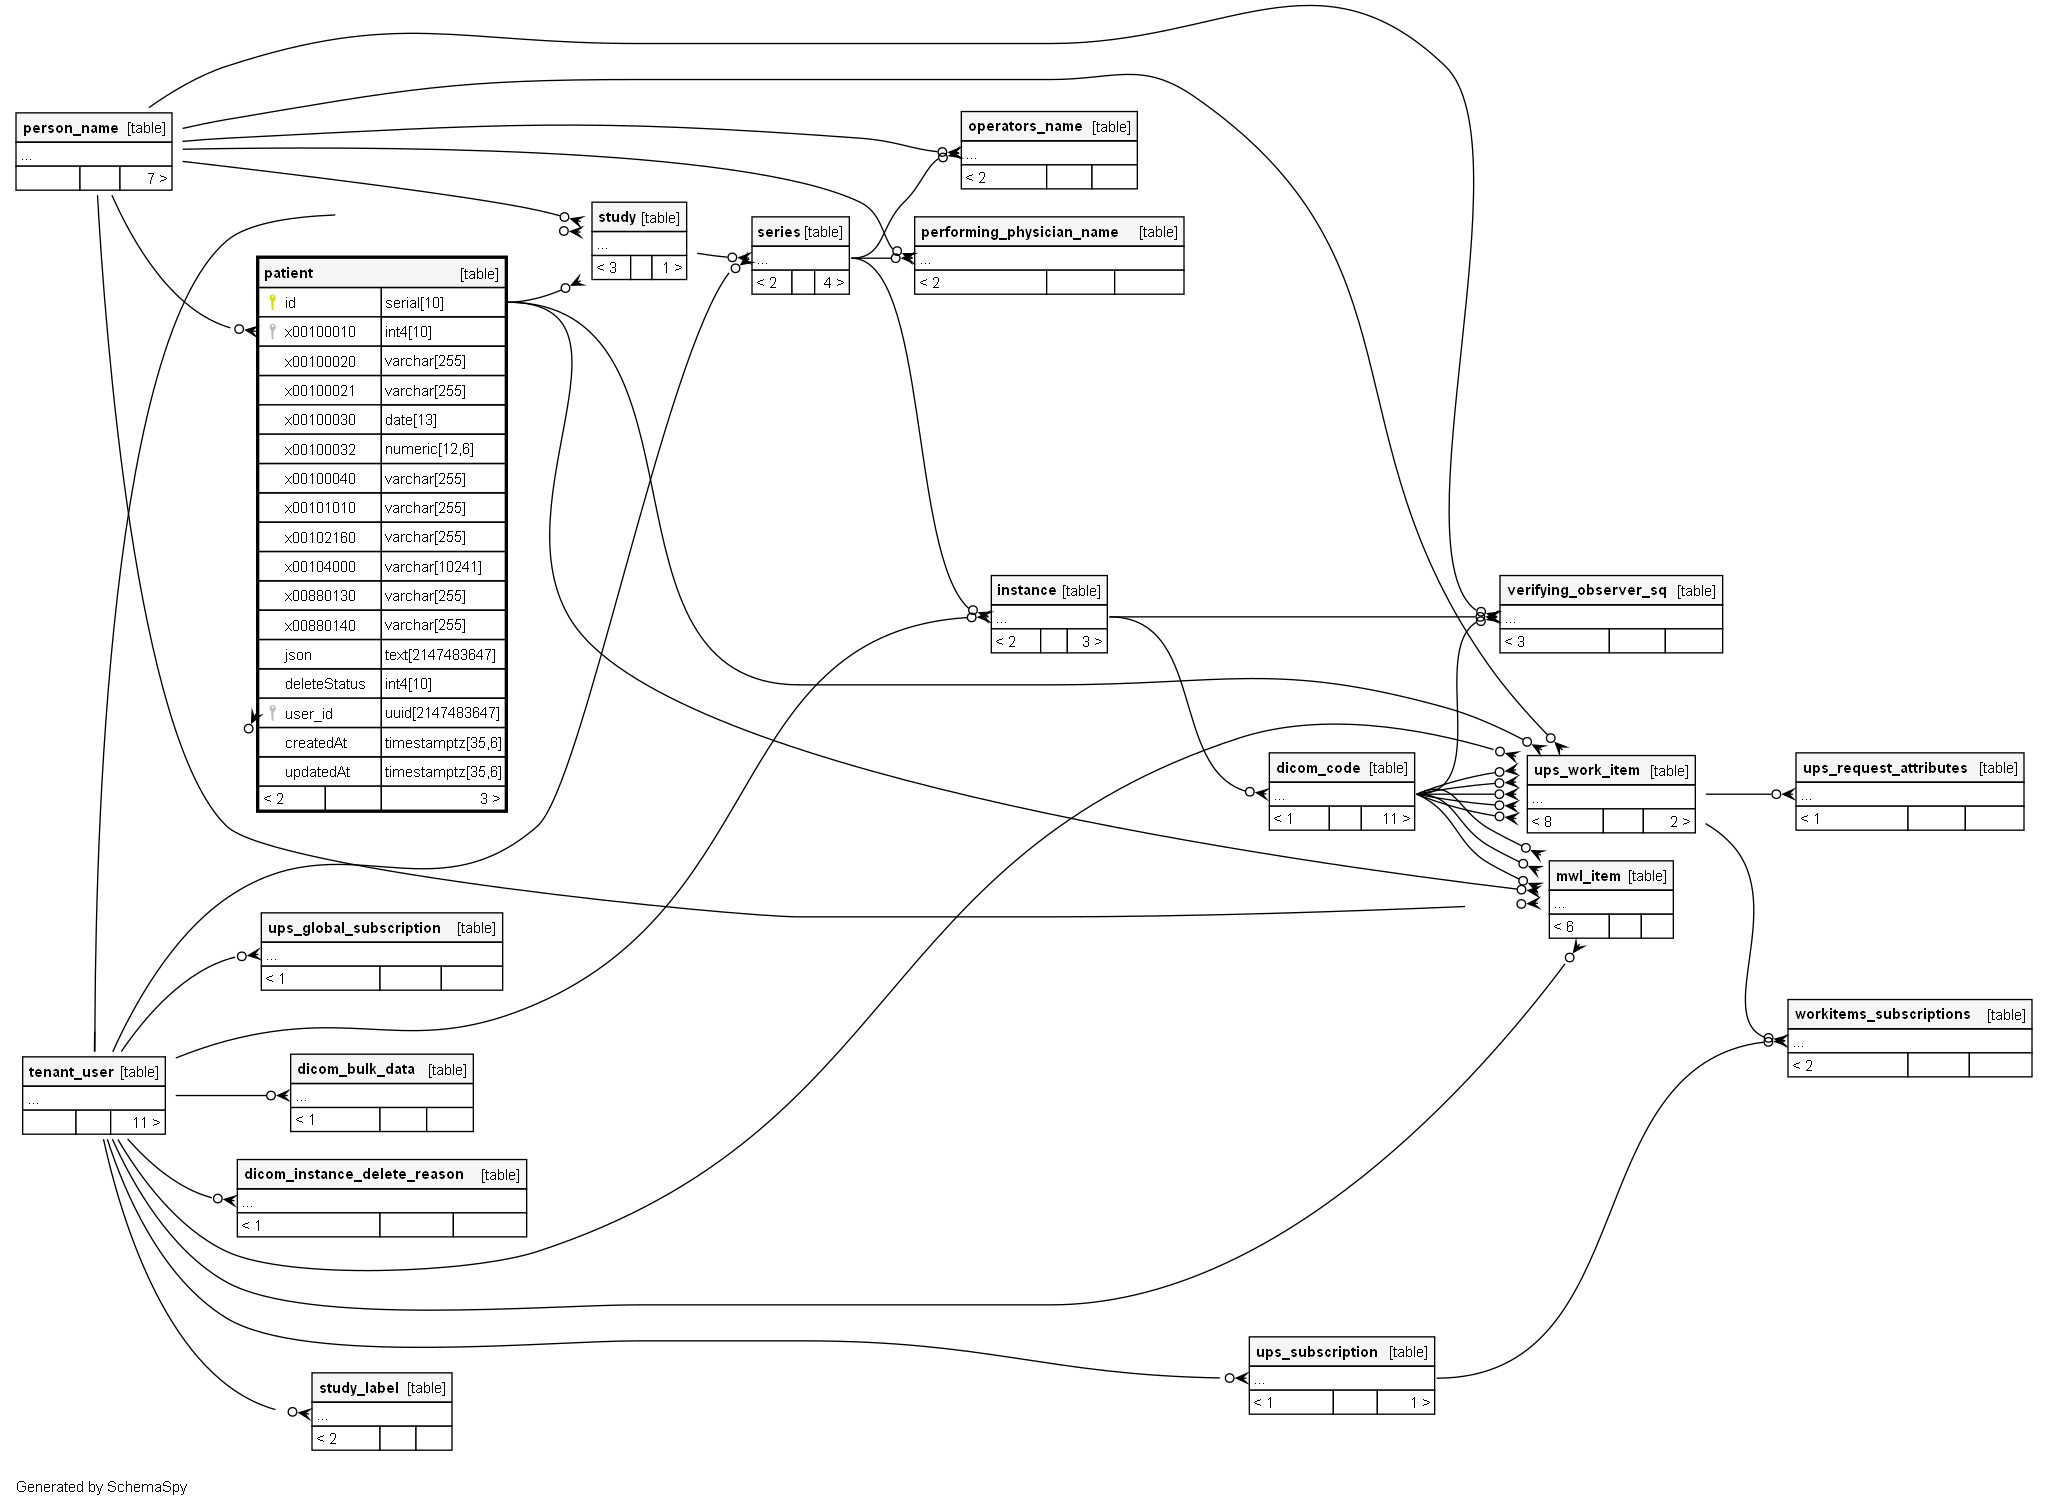 person_name [table]
...
7 >
operators_name [table]
...
< 2
study [table]
...
< 3 1 >
series [table]
...
< 2 4 >
performing_physician_name [table]
...
< 2
patient [table]
id serial[10]
x00100010 int4[10]
x00100020 varchar[255]
x00100021 varchar[255]
x00100030 date[13]
x00100032 numeric[12,6]
x00100040 varchar[255]
x00101010 varchar[255]
x00102160 varchar[255]
x00104000 varchar[10241]
x00880130 varchar[255]
x00880140 varchar[255]
json text[2147483647]
deleteStatus int4[10]
user_id uuid[2147483647]
createdAt timestamptz[35,6]
updatedAt timestamptz[35,6]
< 2 3 >
instance [table]
...
< 2 3 >
verifying_observer_sq [table]
...
< 3
dicom_code [table]
...
< 1 11 >
ups_work_item [table]
...
< 8 2 >
ups_request_attributes [table]
...
< 1
mwl_item [table]
...
< 6
ups_global_subscription [table]
...
< 1
workitems_subscriptions [table]
...
< 2
tenant_user [table]
...
11 >
dicom_bulk_data [table]
...
< 1
dicom_instance_delete_reason [table]
...
< 1
ups_subscription [table]
...
< 1 1 >
study_label [table]
...
< 2
Generated by SchemaSpy